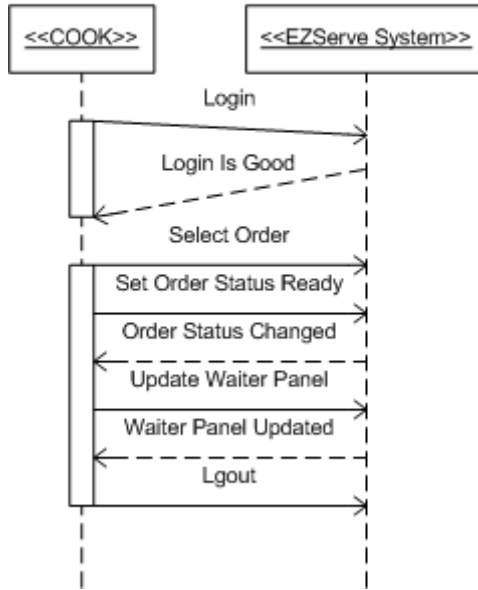 <<COOK>>
<<EZServe System>>
Login
Login Is Good
Select Order
Set Order Status Ready
Order Status Changed
Update Waiter Panel
Waiter Panel Updated
Lgout